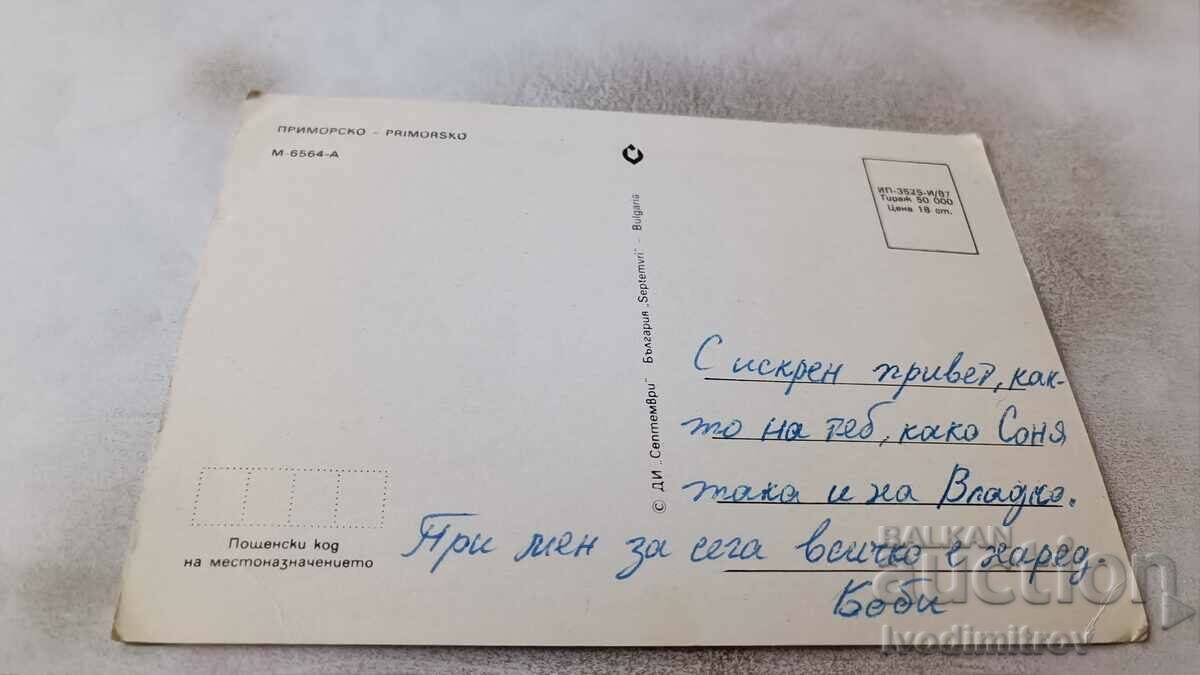 ПРИМОРСКО - PRIMORSKO
М-6564-А
© ДИ „Септември" България „Septemvri" - Bulgaria
ИП-3525-И/87
Тираж 50 000
Цена 18 ст.
С искрен привет, как-
то на теб, како Соня
така и на Владко.
При мен за сега всичко е наред.
Боби
Пощенски код
на местоназначението
BALKAN
auction
Ivodimitrov